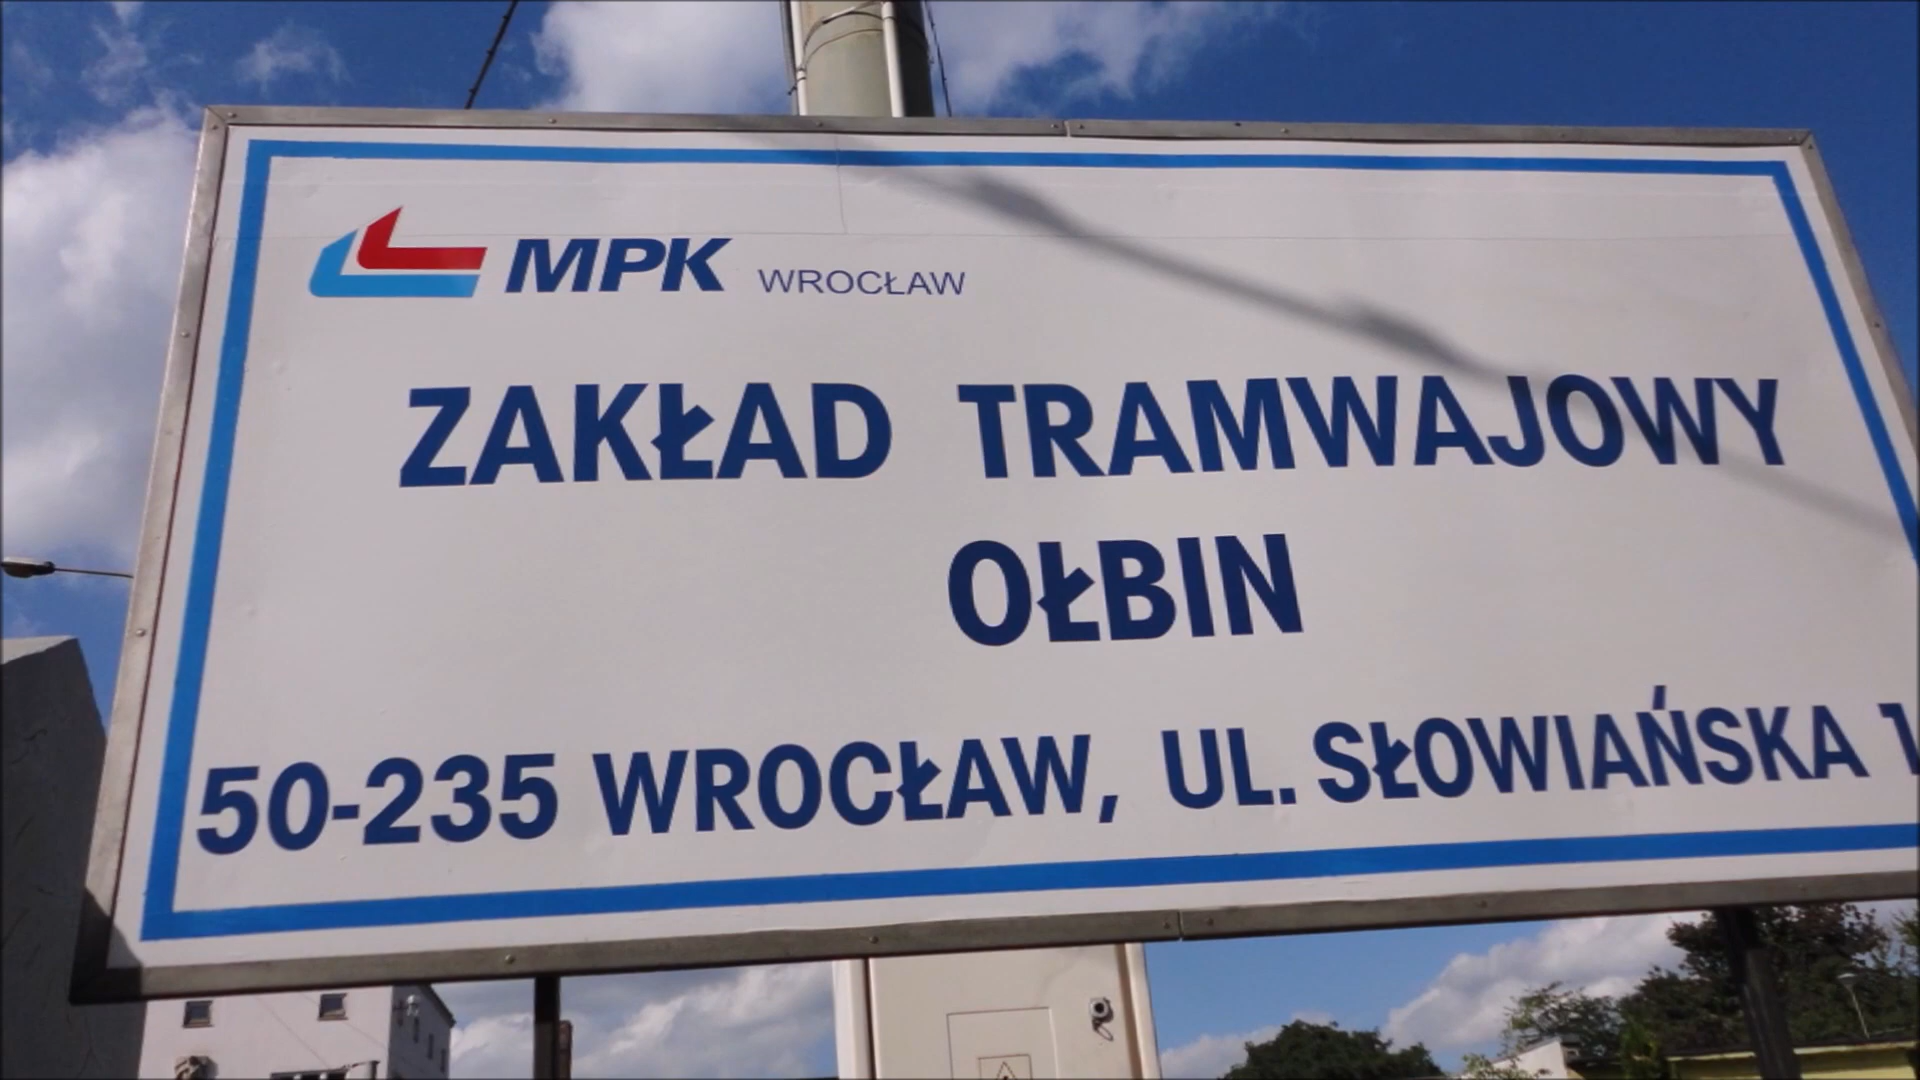 MPK WROCŁAW
ZAKŁAD TRAMWAJOWY
OŁBIN
50-235 WROCŁAW, UL. SŁOWIAŃSKA